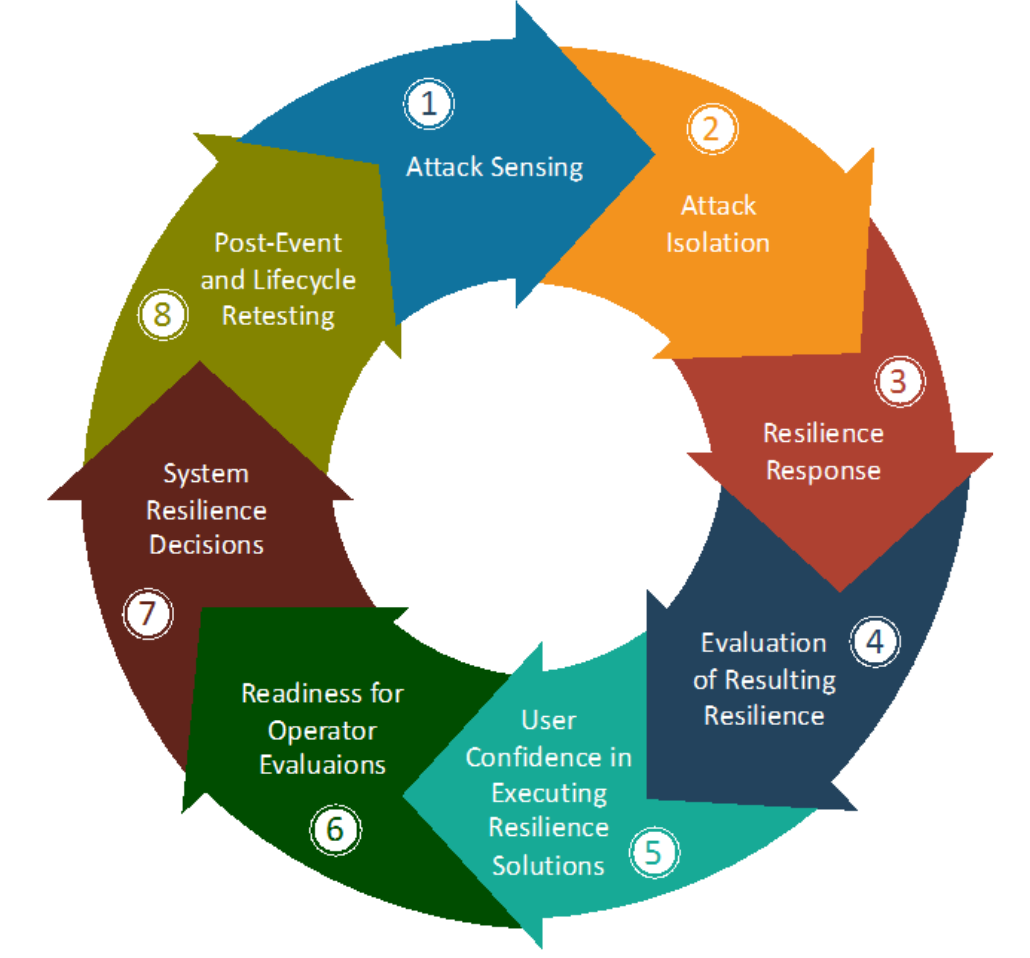 1
Attack Sensing
2
Attack
Isolation
3
Resilience
Response
4
Evaluation
of Resulting
Resilience
5
User
Confidence in
Executing
Resilience
Solutions
6
Readiness for
Operator
Evaluaions
7
System
Resilience
Decisions
8
Post-Event
and Lifecycle
Retesting